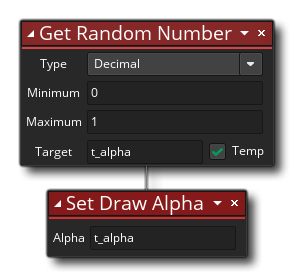 Get Random Number
Type Decimal
Minimum 0
Maximum 1
Target t_alpha Temp
Set Draw Alpha
Alpha t_alpha